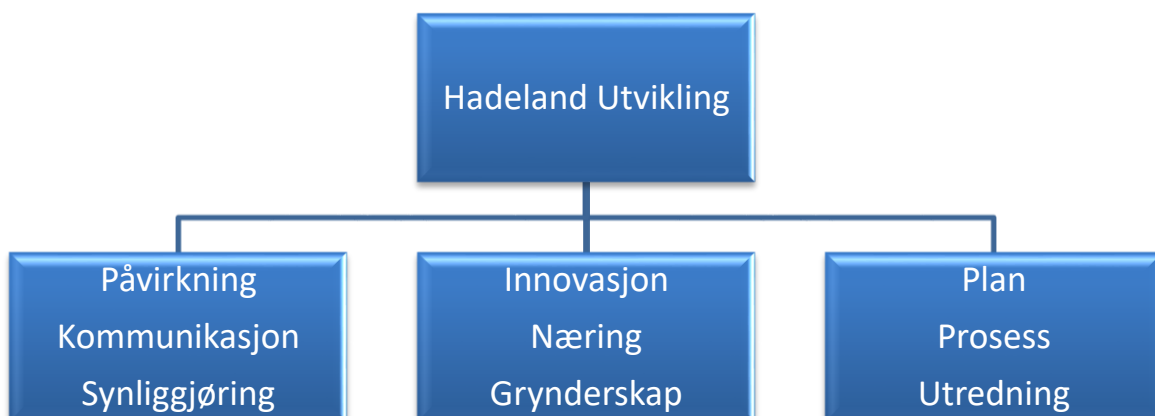 Hadeland Utvikling
Påvirkning
Kommunikasjon
Synliggjøring
Innovasjon
Næring
Grynderskap
Plan
Prosess
Utredning